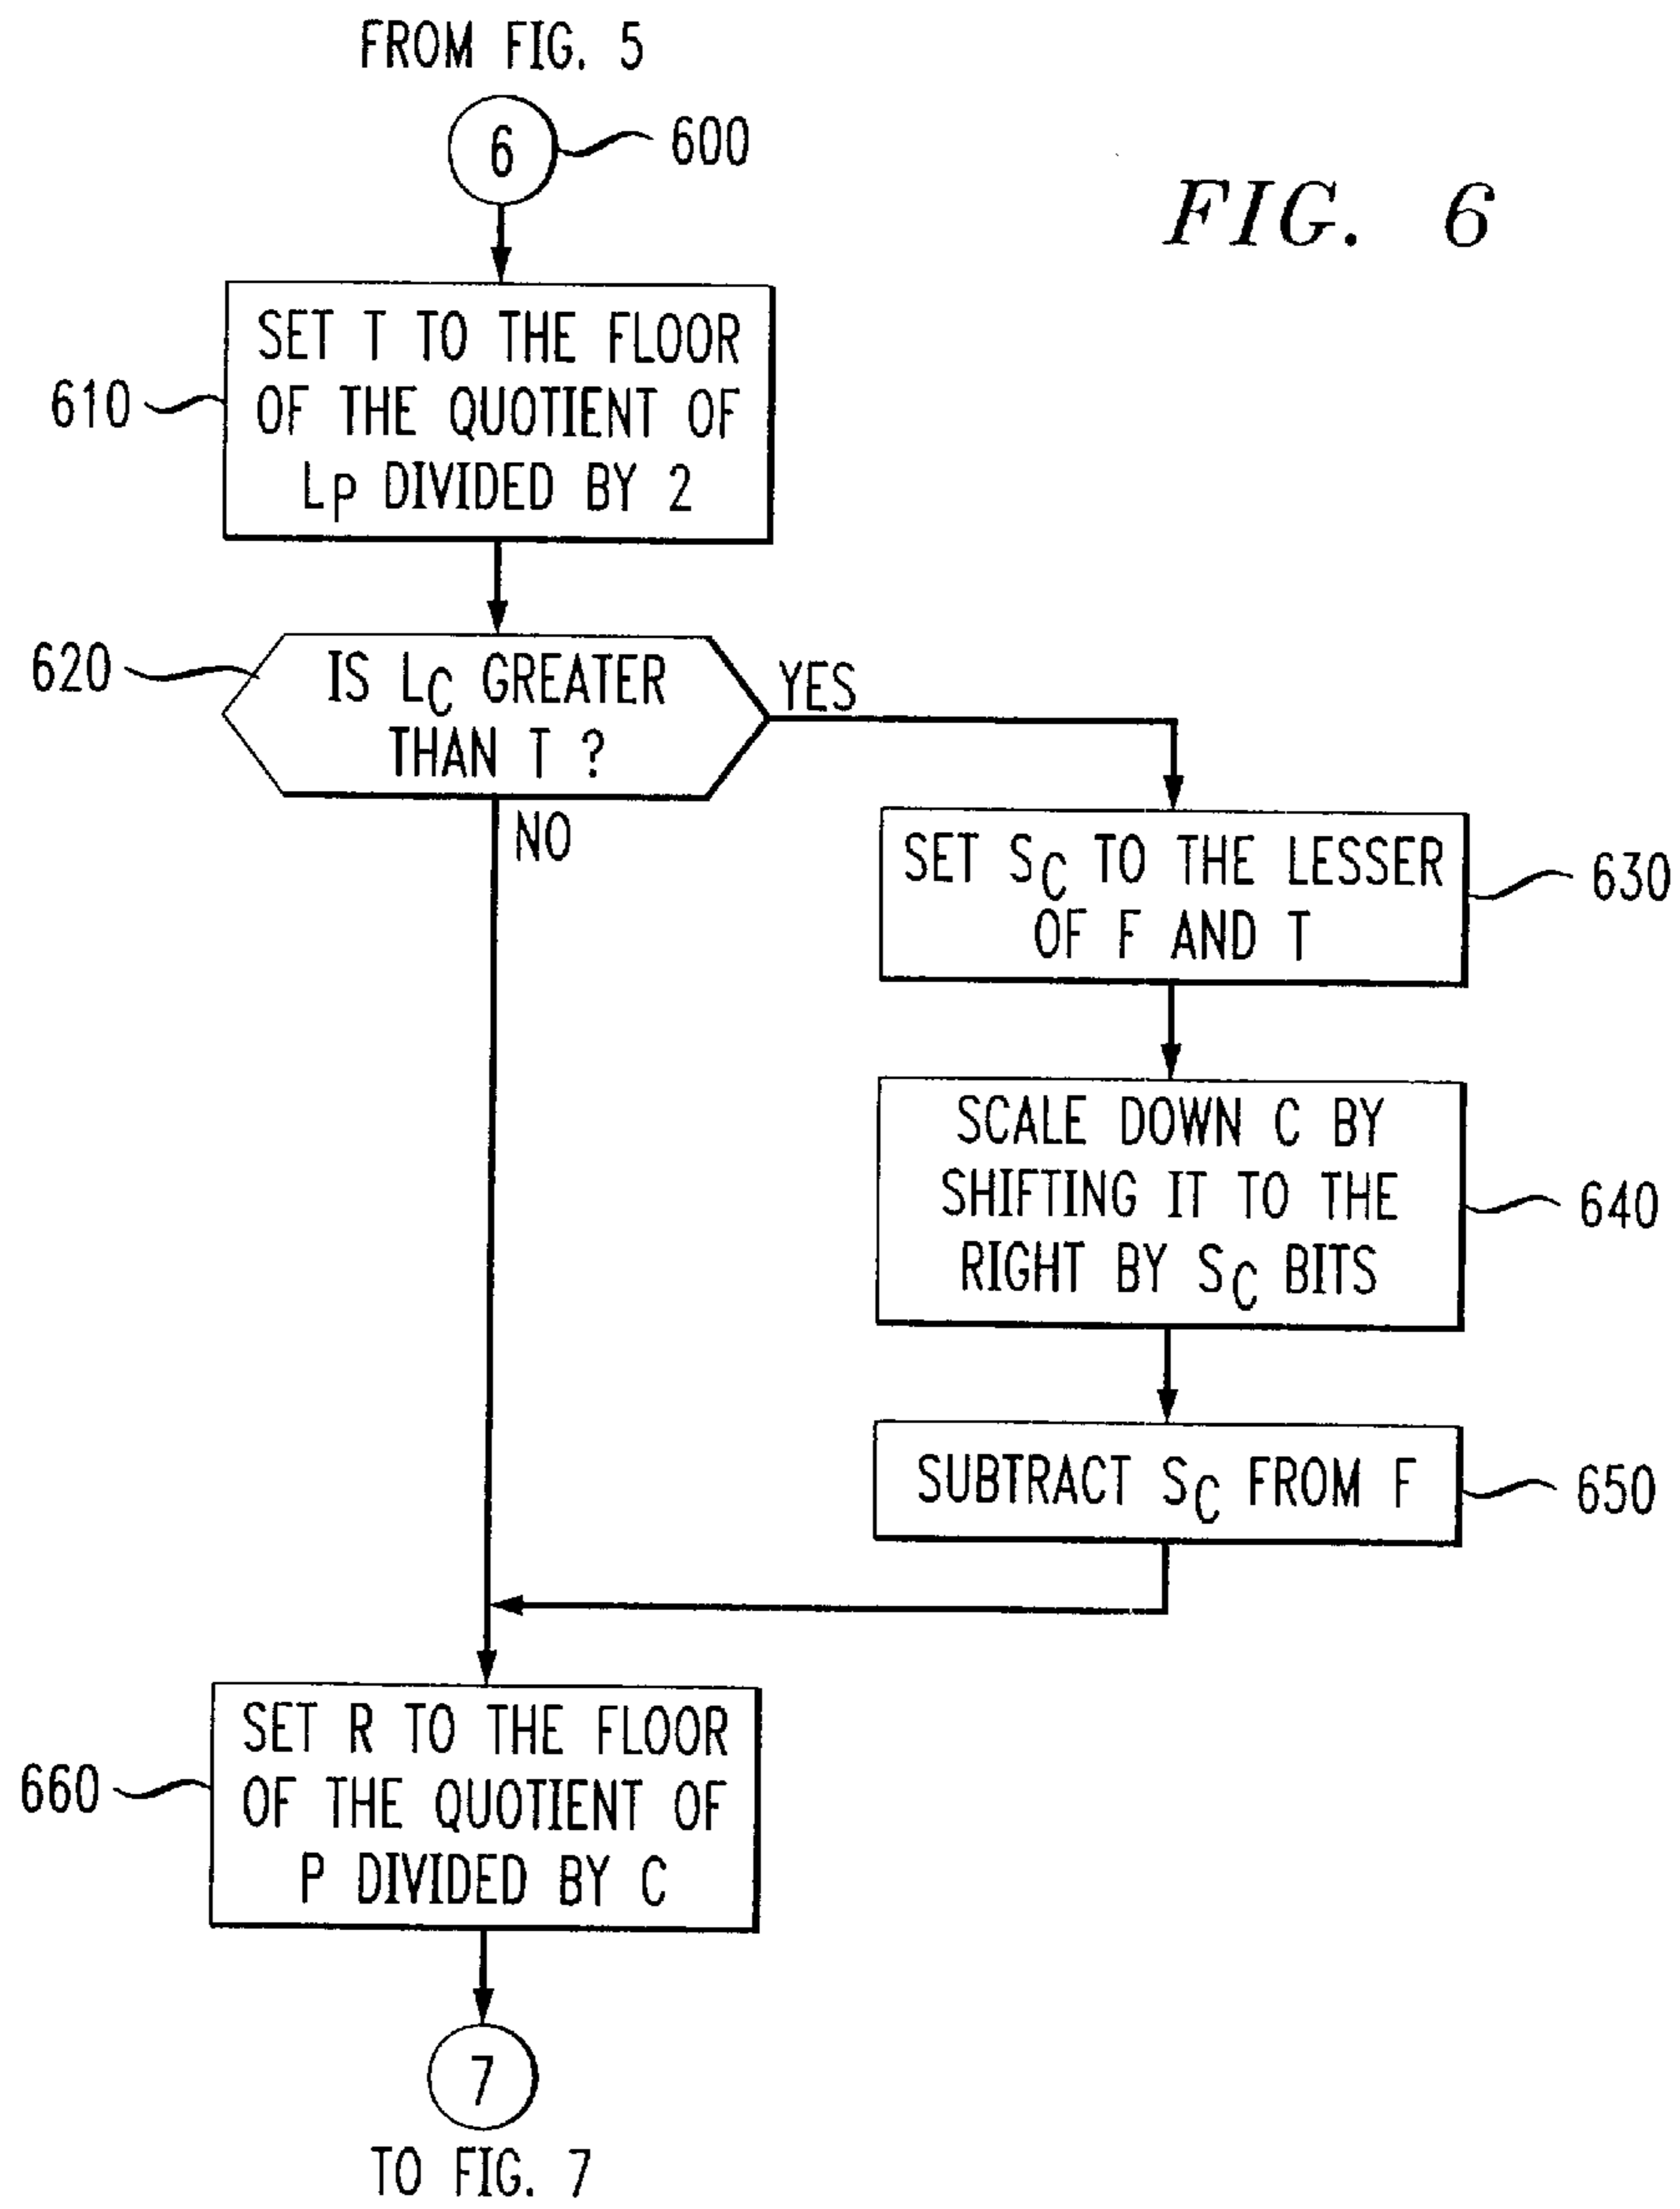 FROM FIG. 5
6
600
FIG. 6
610
SET T TO THE FLOOR
OF THE QUOTIENT OF
LP DIVIDED BY 2
620
IS LC GREATER
THAN T ?
YES
NO
SET SC TO THE LESSER
OF F AND T
630
SCALE DOWN C BY
SHIFTING IT TO THE
RIGHT BY SC BITS
640
SUBTRACT SC FROM F
650
660
SET R TO THE FLOOR
OF THE QUOTIENT OF
P DIVIDED BY C
7
TO FIG. 7